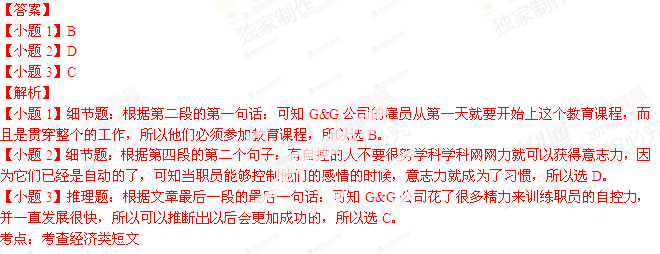 【答案】
【小题1】B
【小题2】D
【小题3】C
【解析】
【小题1】细节题：根据第二段的第一句话：可知 G&G 公司的雇员从第一天就要开始上这个教育课程，而
且是贯穿整个的工作，所以他们必须参加教育课程，所以选 B。
【小题2】细节题：根据第四段的第二个句子：有自控的人不要很努学科学科网网力就可以获得意志力，因
为它们已经是自动的了，可知当职员能够控制他们的感情的时候，意志力就成为了习惯，所以选 D。
【小题3】推理题：根据文章最后一段的最后一句话：可知 G&G 公司花了很多精力来训练职员的自控力，
并一直发展很快，所以可以推断出以后会更加成功的，所以选 C。
考点：考查经济类短文
独家制作